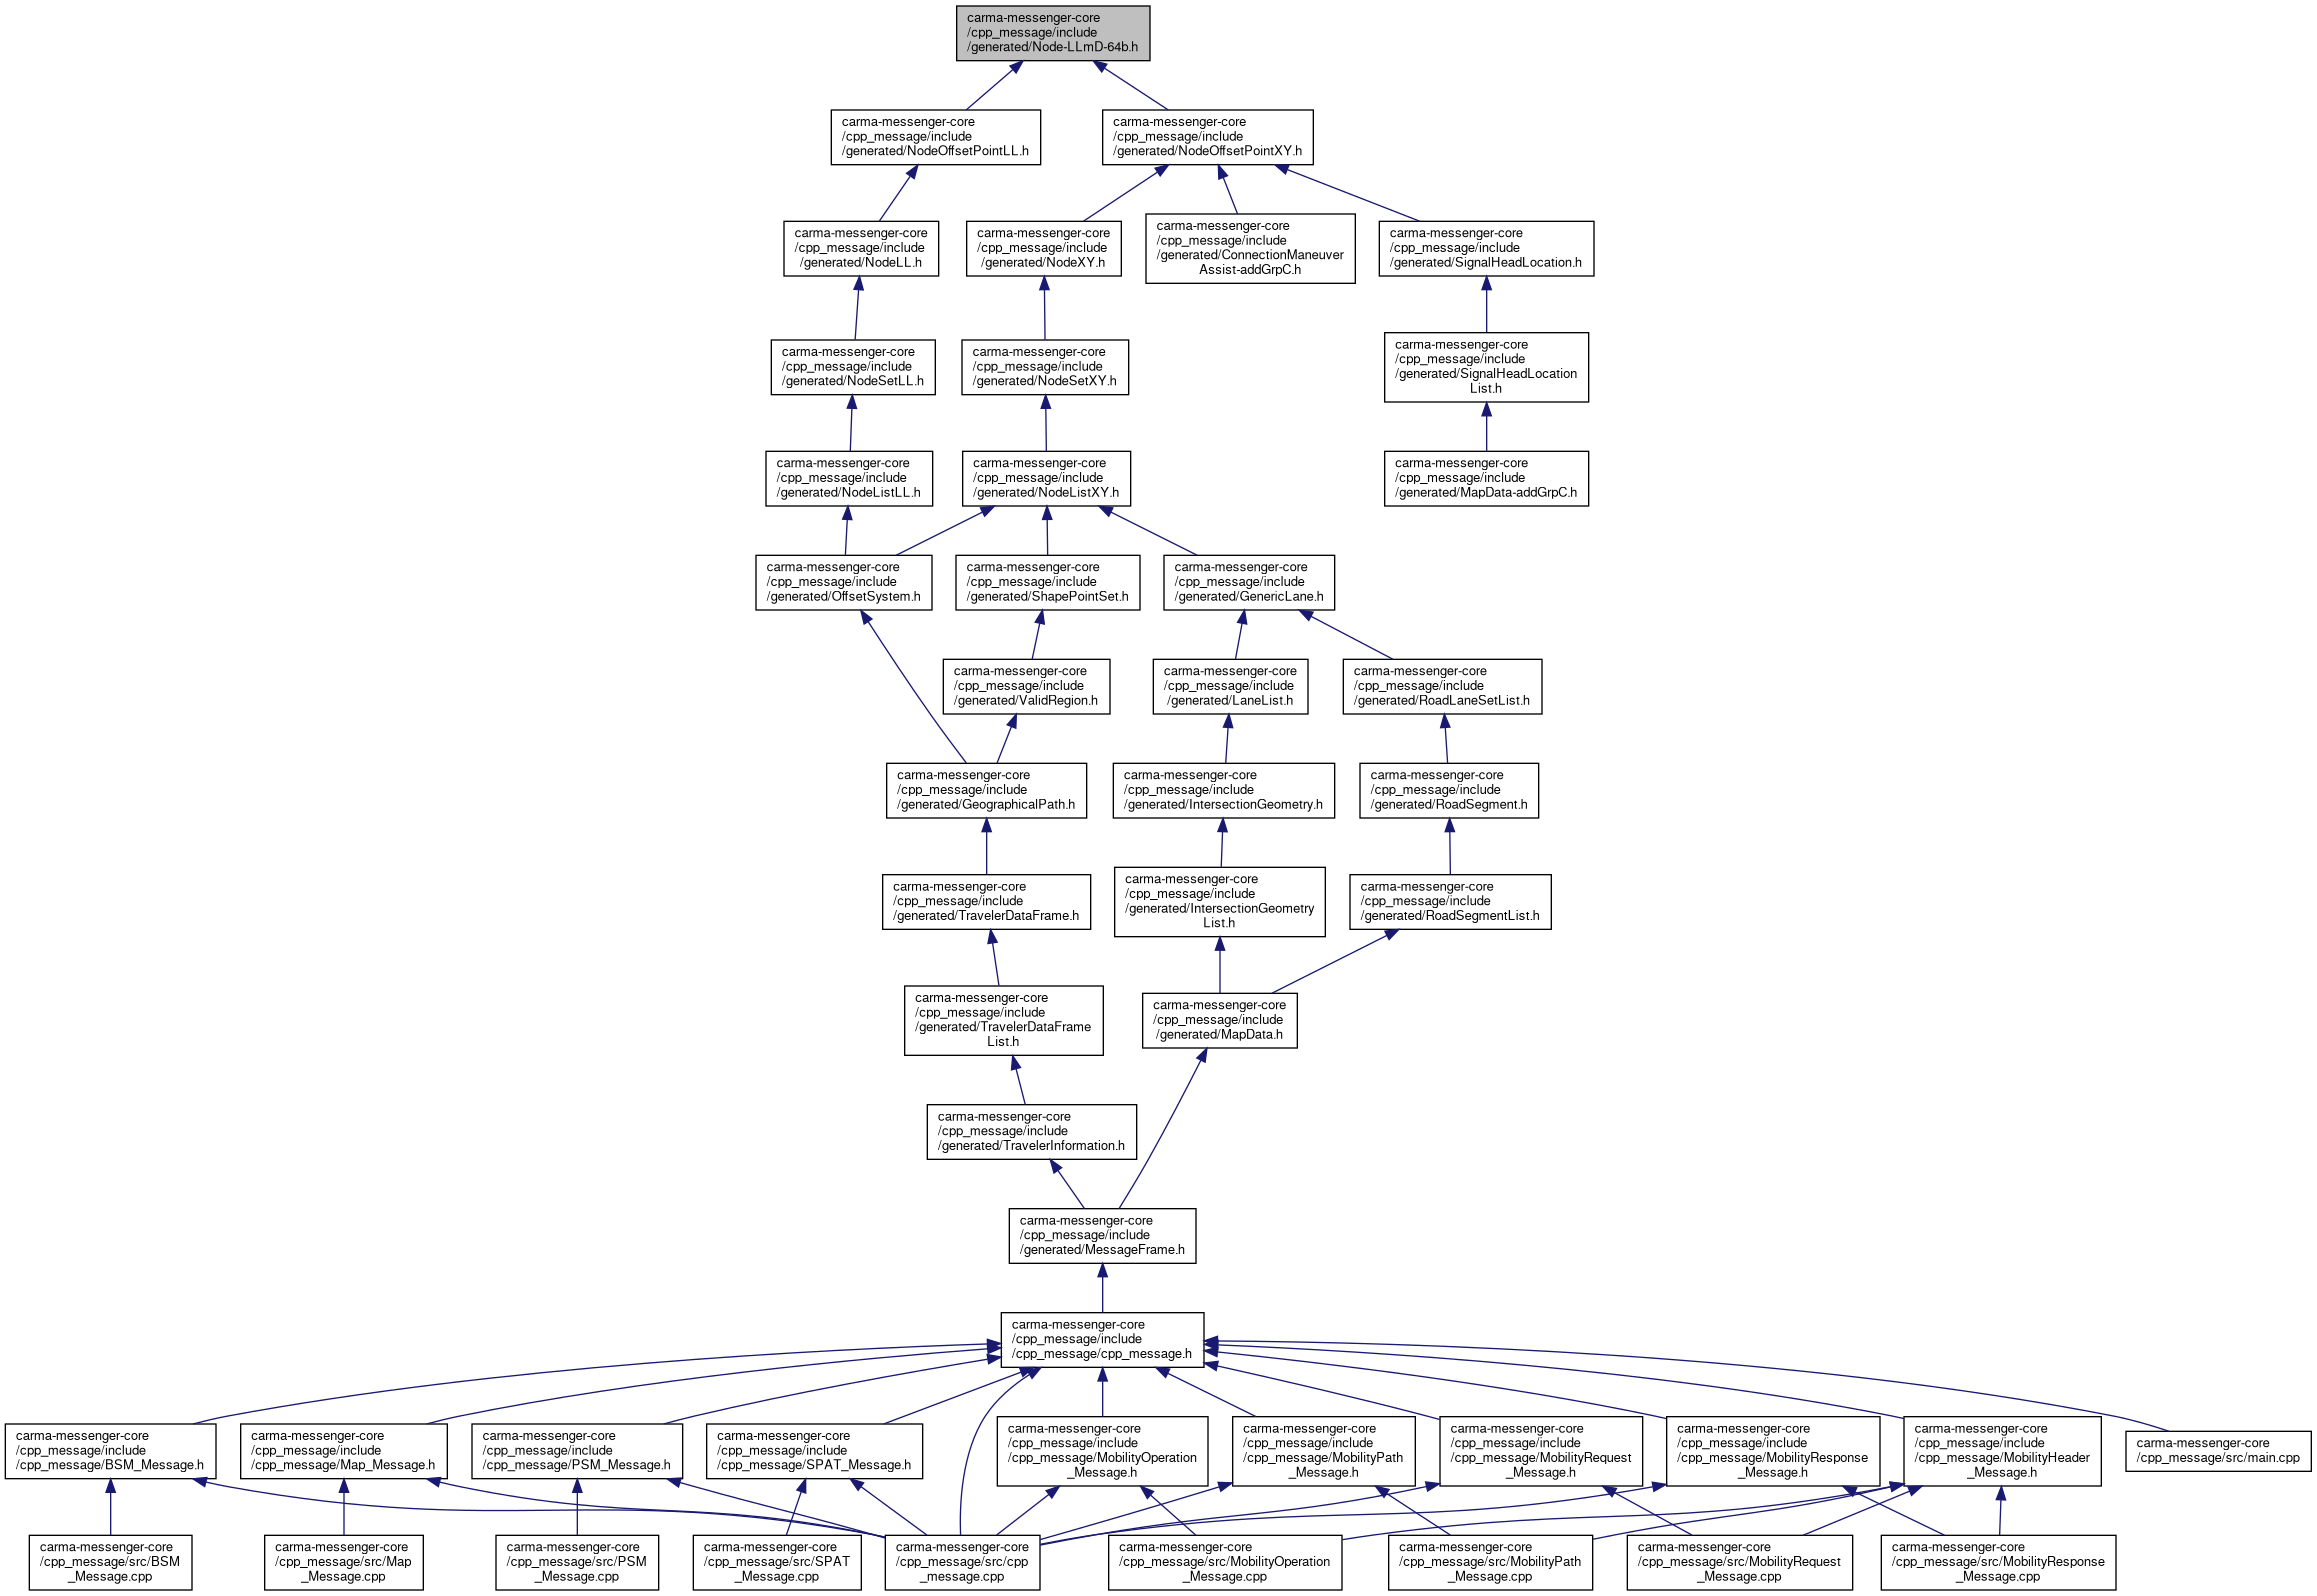 carma-messenger-core
/cpp_message/include
/generated/Node-LLmD-64b.h
carma-messenger-core
/cpp_message/include
/generated/NodeOffsetPointLL.h
carma-messenger-core
/cpp_message/include
/generated/NodeOffsetPointXY.h
carma-messenger-core
/cpp_message/include
/generated/NodeLL.h
carma-messenger-core
/cpp_message/include
/generated/NodeXY.h
carma-messenger-core
/cpp_message/include
/generated/ConnectionManeuver
Assist-addGrpC.h
carma-messenger-core
/cpp_message/include
/generated/SignalHeadLocation.h
carma-messenger-core
/cpp_message/include
/generated/NodeSetLL.h
carma-messenger-core
/cpp_message/include
/generated/NodeSetXY.h
carma-messenger-core
/cpp_message/include
/generated/SignalHeadLocation
List.h
carma-messenger-core
/cpp_message/include
/generated/NodeListLL.h
carma-messenger-core
/cpp_message/include
/generated/NodeListXY.h
carma-messenger-core
/cpp_message/include
/generated/MapData-addGrpC.h
carma-messenger-core
/cpp_message/include
/generated/OffsetSystem.h
carma-messenger-core
/cpp_message/include
/generated/ShapePointSet.h
carma-messenger-core
/cpp_message/include
/generated/GenericLane.h
carma-messenger-core
/cpp_message/include
/generated/ValidRegion.h
carma-messenger-core
/cpp_message/include
/generated/LaneList.h
carma-messenger-core
/cpp_message/include
/generated/RoadLaneSetList.h
carma-messenger-core
/cpp_message/include
/generated/GeographicalPath.h
carma-messenger-core
/cpp_message/include
/generated/IntersectionGeometry.h
carma-messenger-core
/cpp_message/include
/generated/RoadSegment.h
carma-messenger-core
/cpp_message/include
/generated/TravelerDataFrame.h
carma-messenger-core
/cpp_message/include
/generated/IntersectionGeometry
List.h
carma-messenger-core
/cpp_message/include
/generated/RoadSegmentList.h
carma-messenger-core
/cpp_message/include
/generated/TravelerDataFrame
List.h
carma-messenger-core
/cpp_message/include
/generated/MapData.h
carma-messenger-core
/cpp_message/include
/generated/TravelerInformation.h
carma-messenger-core
/cpp_message/include
/generated/MessageFrame.h
carma-messenger-core
/cpp_message/include
/cpp_message/cpp_message.h
carma-messenger-core
/cpp_message/include
/cpp_message/BSM_Message.h
carma-messenger-core
/cpp_message/include
/cpp_message/Map_Message.h
carma-messenger-core
/cpp_message/include
/cpp_message/PSM_Message.h
carma-messenger-core
/cpp_message/include
/cpp_message/SPAT_Message.h
carma-messenger-core
/cpp_message/include
/cpp_message/MobilityOperation
_Message.h
carma-messenger-core
/cpp_message/include
/cpp_message/MobilityPath
_Message.h
carma-messenger-core
/cpp_message/include
/cpp_message/MobilityRequest
_Message.h
carma-messenger-core
/cpp_message/include
/cpp_message/MobilityResponse
_Message.h
carma-messenger-core
/cpp_message/include
/cpp_message/MobilityHeader
_Message.h
carma-messenger-core
/cpp_message/src/main.cpp
carma-messenger-core
/cpp_message/src/BSM
_Message.cpp
carma-messenger-core
/cpp_message/src/Map
_Message.cpp
carma-messenger-core
/cpp_message/src/PSM
_Message.cpp
carma-messenger-core
/cpp_message/src/SPAT
_Message.cpp
carma-messenger-core
/cpp_message/src/cpp
_message.cpp
carma-messenger-core
/cpp_message/src/MobilityOperation
_Message.cpp
carma-messenger-core
/cpp_message/src/MobilityPath
_Message.cpp
carma-messenger-core
/cpp_message/src/MobilityRequest
_Message.cpp
carma-messenger-core
/cpp_message/src/MobilityResponse
_Message.cpp